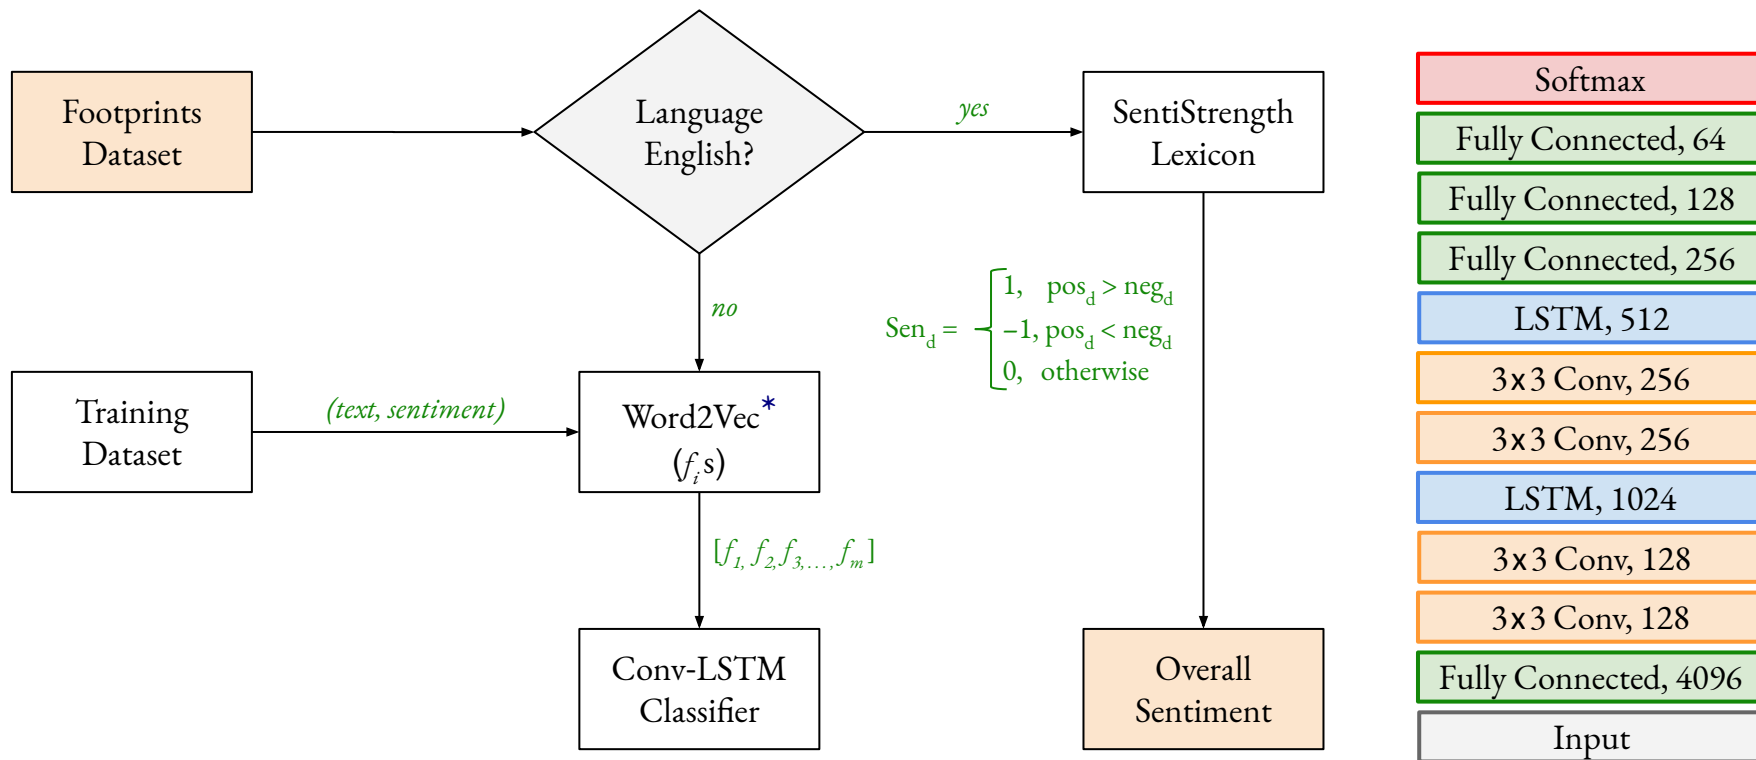 Footprints
Dataset
Language
English?
yes
SentiStrength
Lexicon
no
Sen_d =
1, pos_d > neg_d
–1, pos_d < neg_d
0, otherwise
Training
Dataset
(text, sentiment)
Word2Vec*
(f_i s)
[f_1, f_2, f_3,..., f_m]
Conv-LSTM
Classifier
Overall
Sentiment
Softmax
Fully Connected, 64
Fully Connected, 128
Fully Connected, 256
LSTM, 512
3x3 Conv, 256
3x3 Conv, 256
LSTM, 1024
3x3 Conv, 128
3x3 Conv, 128
Fully Connected, 4096
Input